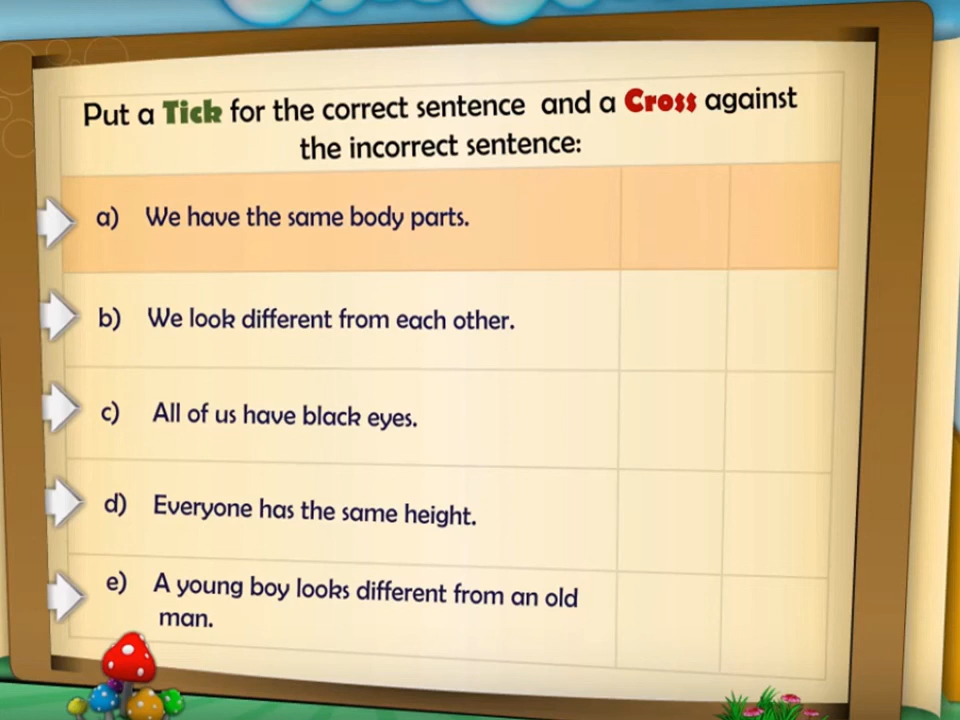 Put a Tick for the correct sentence and a Cross against
the incorrect sentence:
a) We have the same body parts.
b) We look different from each other.
c) All of us have black eyes.
d) Everyone has the same height.
e) A young boy looks different from an old
man.